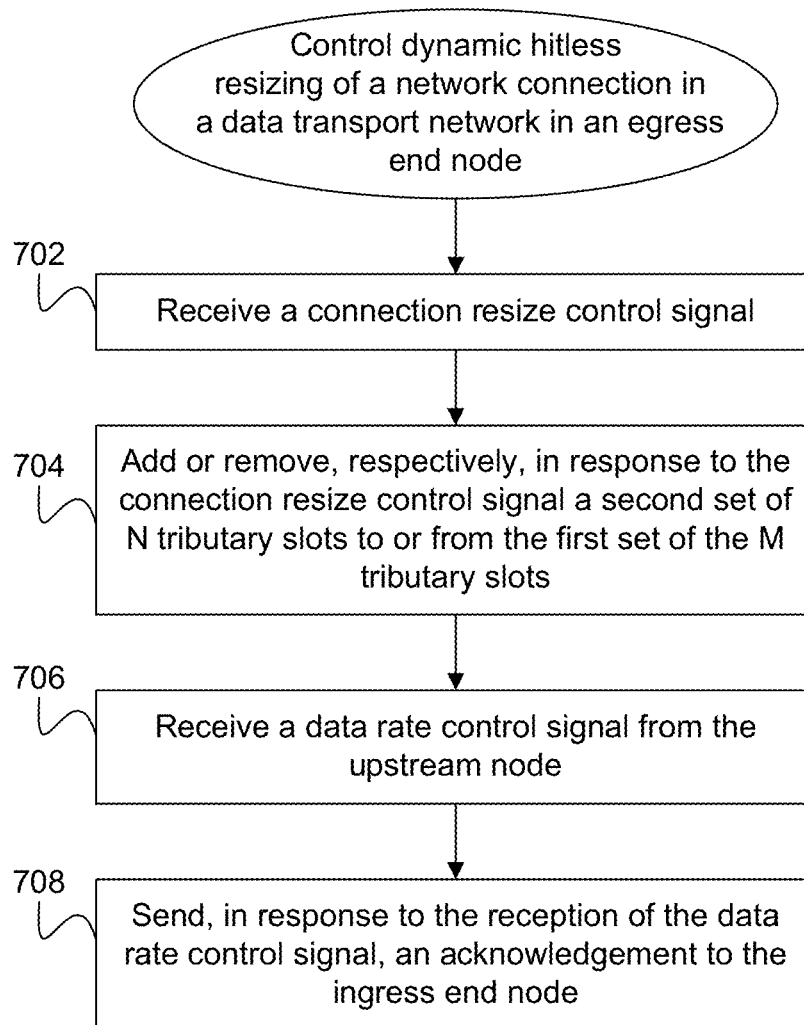 Control dynamic hitless
resizing of a network connection in
a data transport network in an egress
end node
702
Receive a connection resize control signal
704
Add or remove, respectively, in response to the
connection resize control signal a second set of
N tributary slots to or from the first set of the M
tributary slots
706
Receive a data rate control signal from the
upstream node
708
Send, in response to the reception of the data
rate control signal, an acknowledgement to the
ingress end node